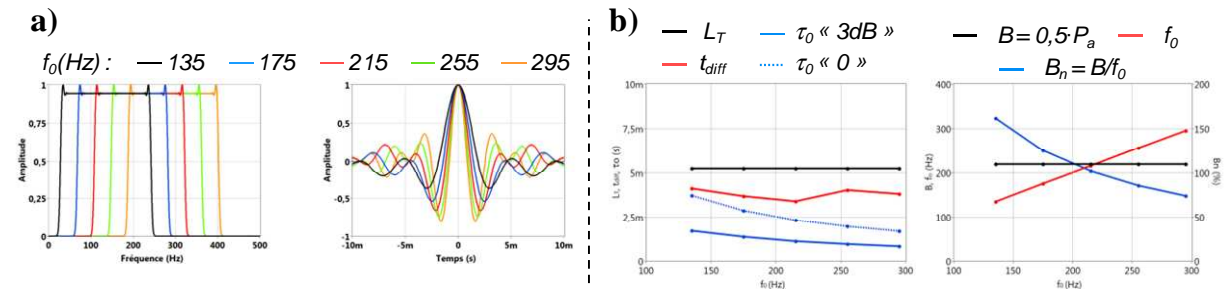 a)
f0(Hz) : 135 175 215 255 295
Amplitude
1
0,75
0,5
0,25
0
0 100 200 300 400 500
Fréquence (Hz)
Amplitude
1
0,5
0
-0,5
-1
-10m -5m 0 5m 10m
Temps (s)
b)
LT τ0 « 3dB »
tdiff τ0 « 0 »
LT, tdiff, τ0 (s)
10m
7,5m
5m
2,5m
0
100 150 200 250 300
f0 (Hz)
B = 0,5·Pa f0
Bn = B/f0
B, f0 (Hz)
400
300
200
100
0
200
150
100
50
0
Bn (%)
100 150 200 250 300
f0 (Hz)